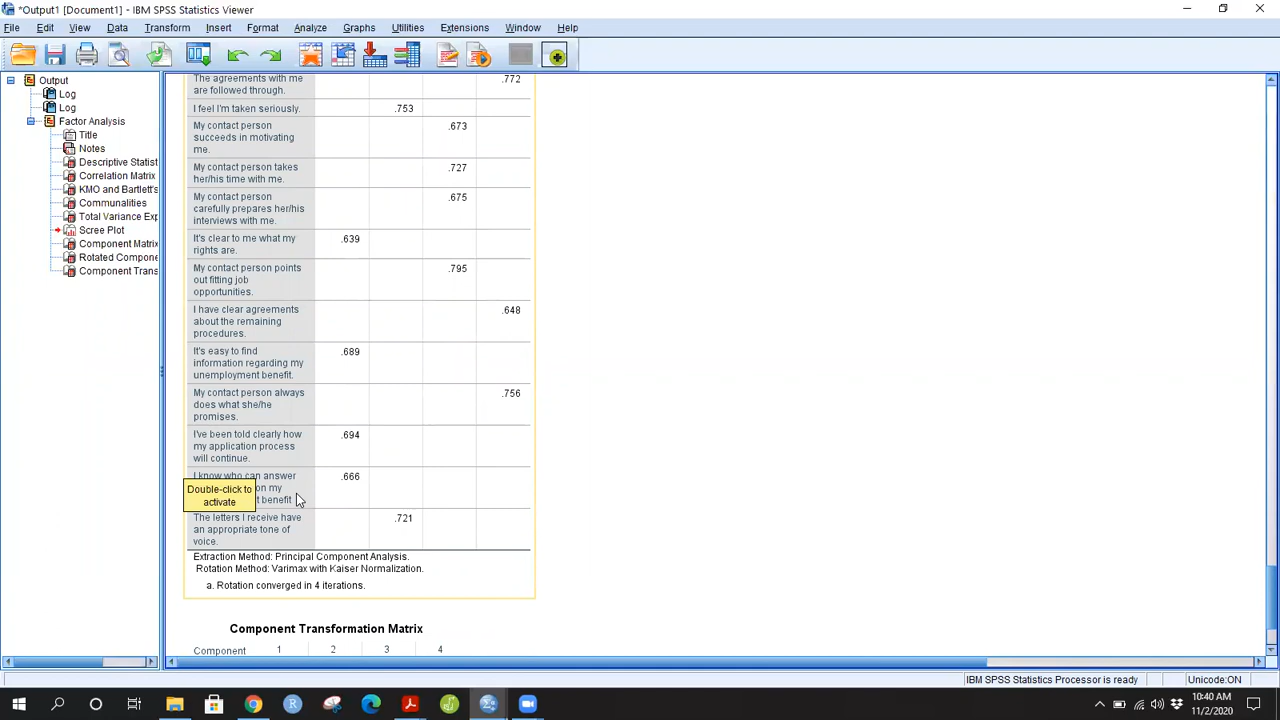 *Output1 [Document1] - IBM SPSS Statistics Viewer
File Edit View Data Transform Insert Format Analyze Graphs Utilities Extensions Window Help
Output
Log
Log
Factor Analysis
Title
Notes
Descriptive Statist
Correlation Matrix
KMO and Bartlett's
Communalities
Total Variance Exp
Scree Plot
Component Matrix
Rotated Compone
Component Trans
The agreements with me .772
are followed through.
I feel I'm taken seriously. .753
My contact person .673
succeeds in motivating
me.
My contact person takes .727
her/his time with me.
My contact person .675
carefully prepares her/his
interviews with me.
It's clear to me what my .639
rights are.
My contact person points .795
out fitting job
opportunities.
I have clear agreements .648
about the remaining
procedures.
It's easy to find .689
information regarding my
unemployment benefit.
My contact person always .756
does what she/he
promises.
I've been told clearly how .694
my application process
will continue.
I know who can answer .666
on my
t benefit
Double-click to
activate
The letters I receive have .721
an appropriate tone of
voice.
Extraction Method: Principal Component Analysis.
Rotation Method: Varimax with Kaiser Normalization.
a. Rotation converged in 4 iterations.
Component Transformation Matrix
Component 1 2 3 4
IBM SPSS Statistics Processor is ready Unicode:ON
10:40 AM
11/2/2020